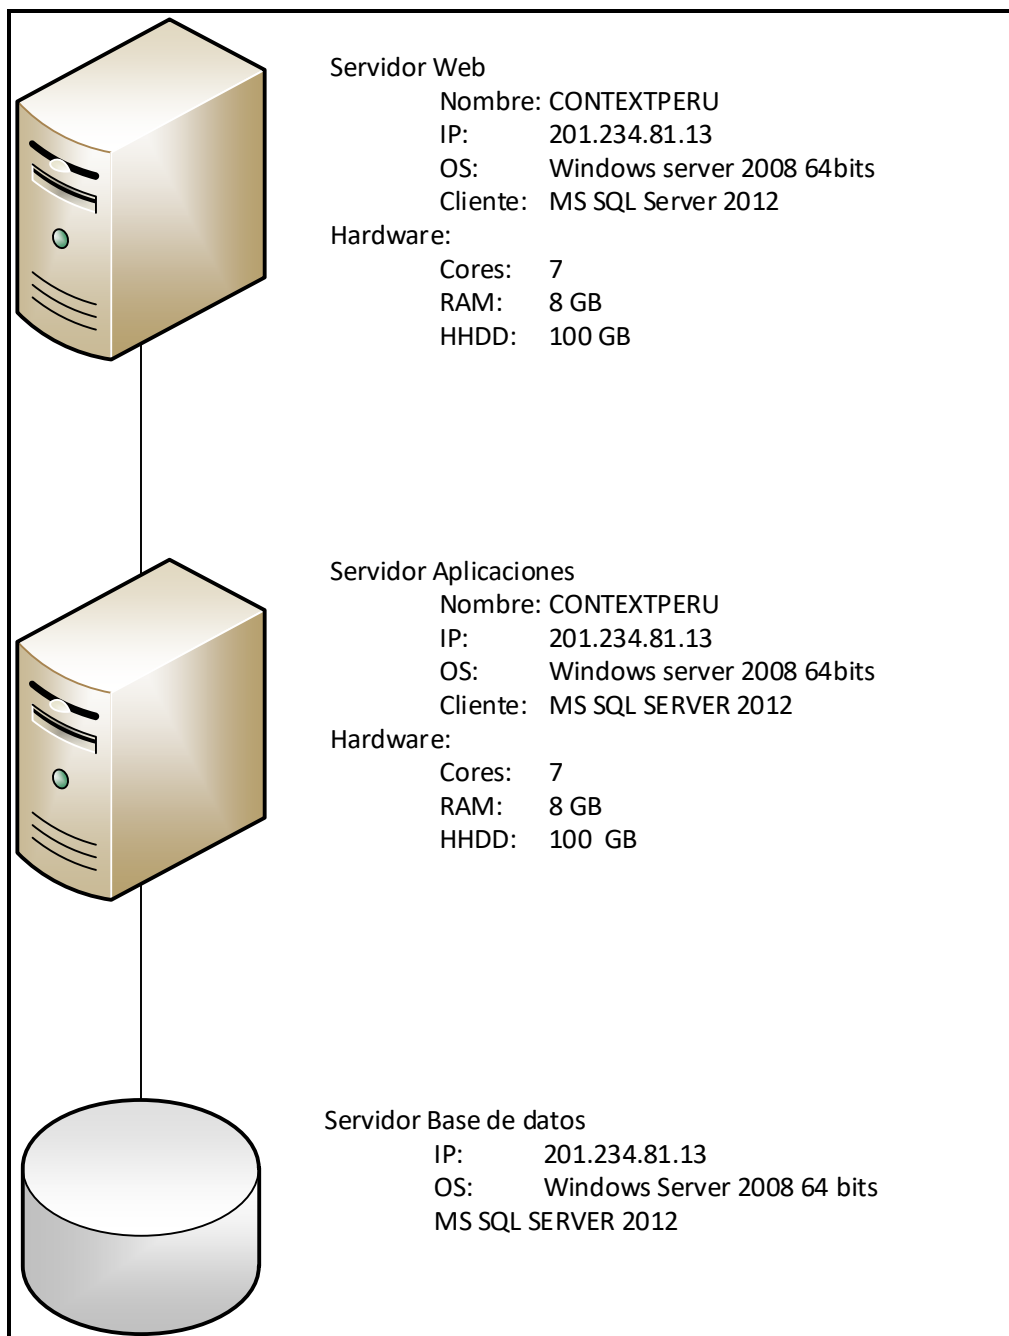 Servidor Web
Nombre: CONTEXTPERU
IP: 201.234.81.13
OS: Windows server 2008 64bits
Cliente: MS SQL Server 2012
Hardware:
Cores: 7
RAM: 8 GB
HHDD: 100 GB
Servidor Aplicaciones
Nombre: CONTEXTPERU
IP: 201.234.81.13
OS: Windows server 2008 64bits
Cliente: MS SQL SERVER 2012
Hardware:
Cores: 7
RAM: 8 GB
HHDD: 100 GB
Servidor Base de datos
IP: 201.234.81.13
OS: Windows Server 2008 64 bits
MS SQL SERVER 2012